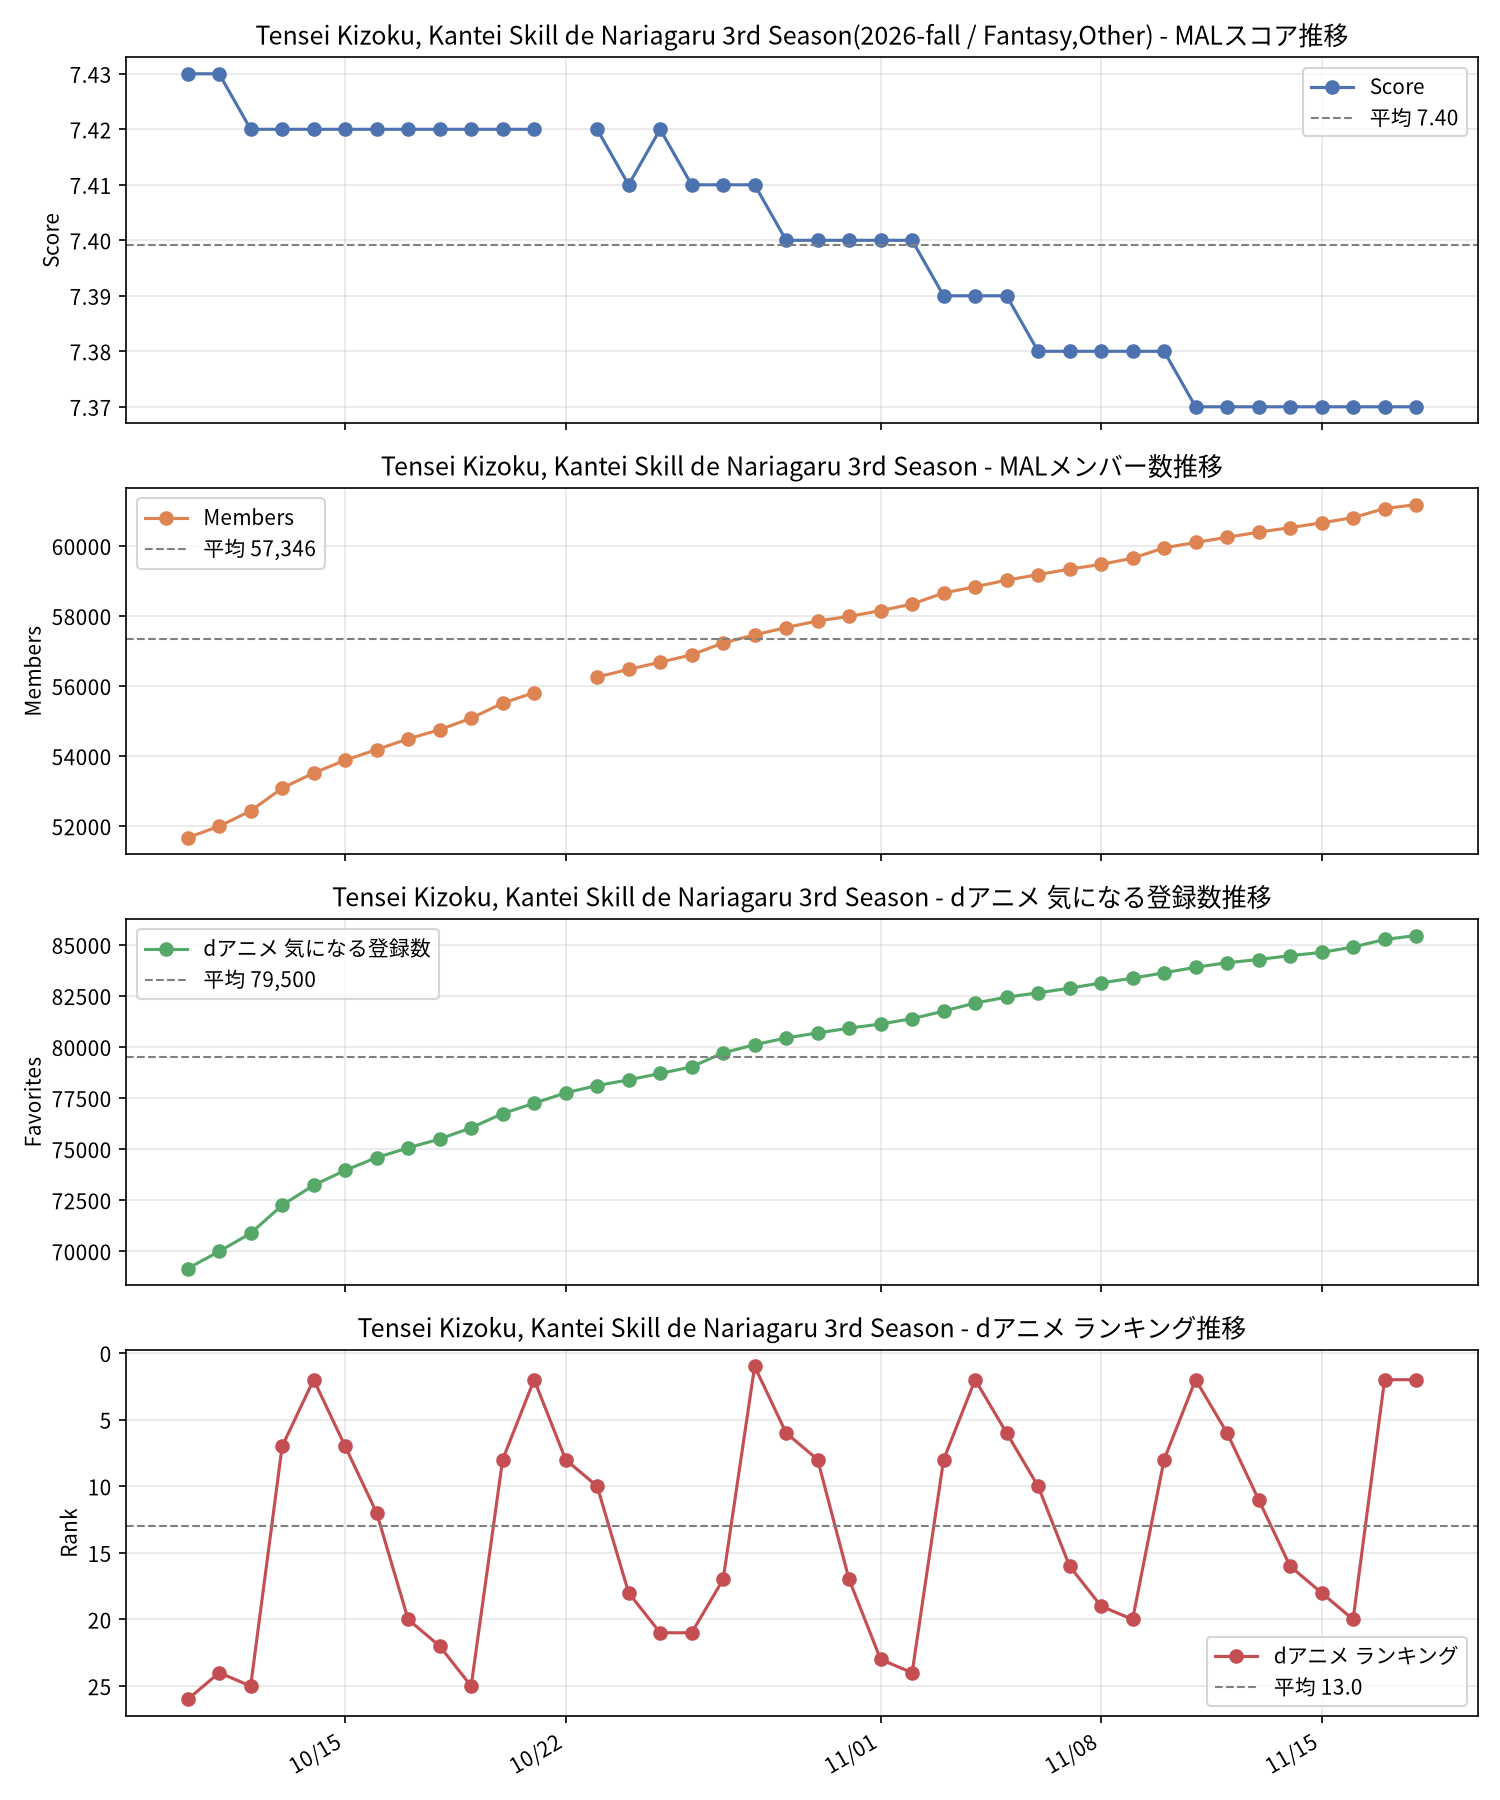 Tensei Kizoku, Kantei Skill de Nariagaru 3rd Season(2026-fall / Fantasy,Other) - MALスコア推移
Score
7.43
7.42
7.41
7.40
7.39
7.38
7.37
Score
平均 7.40
Tensei Kizoku, Kantei Skill de Nariagaru 3rd Season - MALメンバー数推移
Members
60000
58000
56000
54000
52000
Members
平均 57,346
Tensei Kizoku, Kantei Skill de Nariagaru 3rd Season - dアニメ 気になる登録数推移
Favorites
85000
82500
80000
77500
75000
72500
70000
dアニメ 気になる登録数
平均 79,500
Tensei Kizoku, Kantei Skill de Nariagaru 3rd Season - dアニメ ランキング推移
Rank
0
5
10
15
20
25
dアニメ ランキング
平均 13.0
10/15
10/22
11/01
11/08
11/15